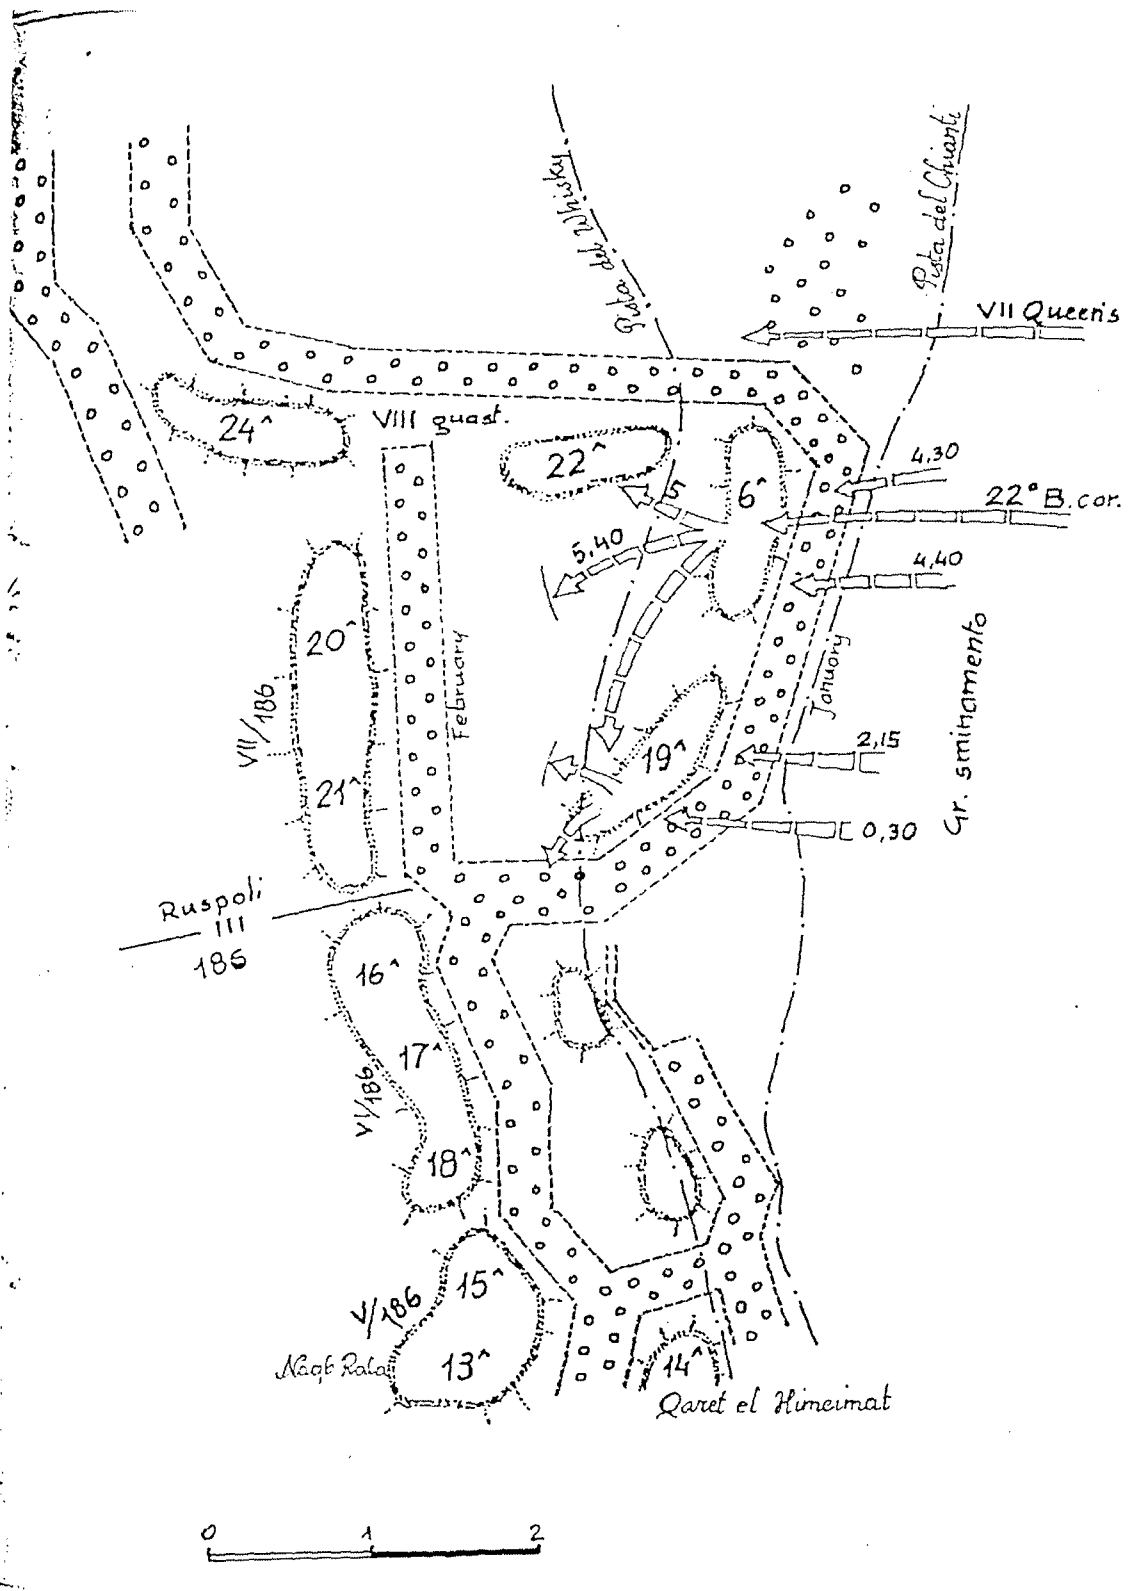 Pista del Whisky
Pista del Chianti
VII Queens
24^
VIII guast.
22^
6^
4,30
5
22° B.cor.
5,40
4,40
20^
VII/186
February
January
Gr. sminamento
21^
19^
2,15
0,30
Ruspoli
III
186
16^
17^
VI/186
18^
15^
V/186
13^
Naqb Rala
14^
Qaret el Himeimat
0 1 2